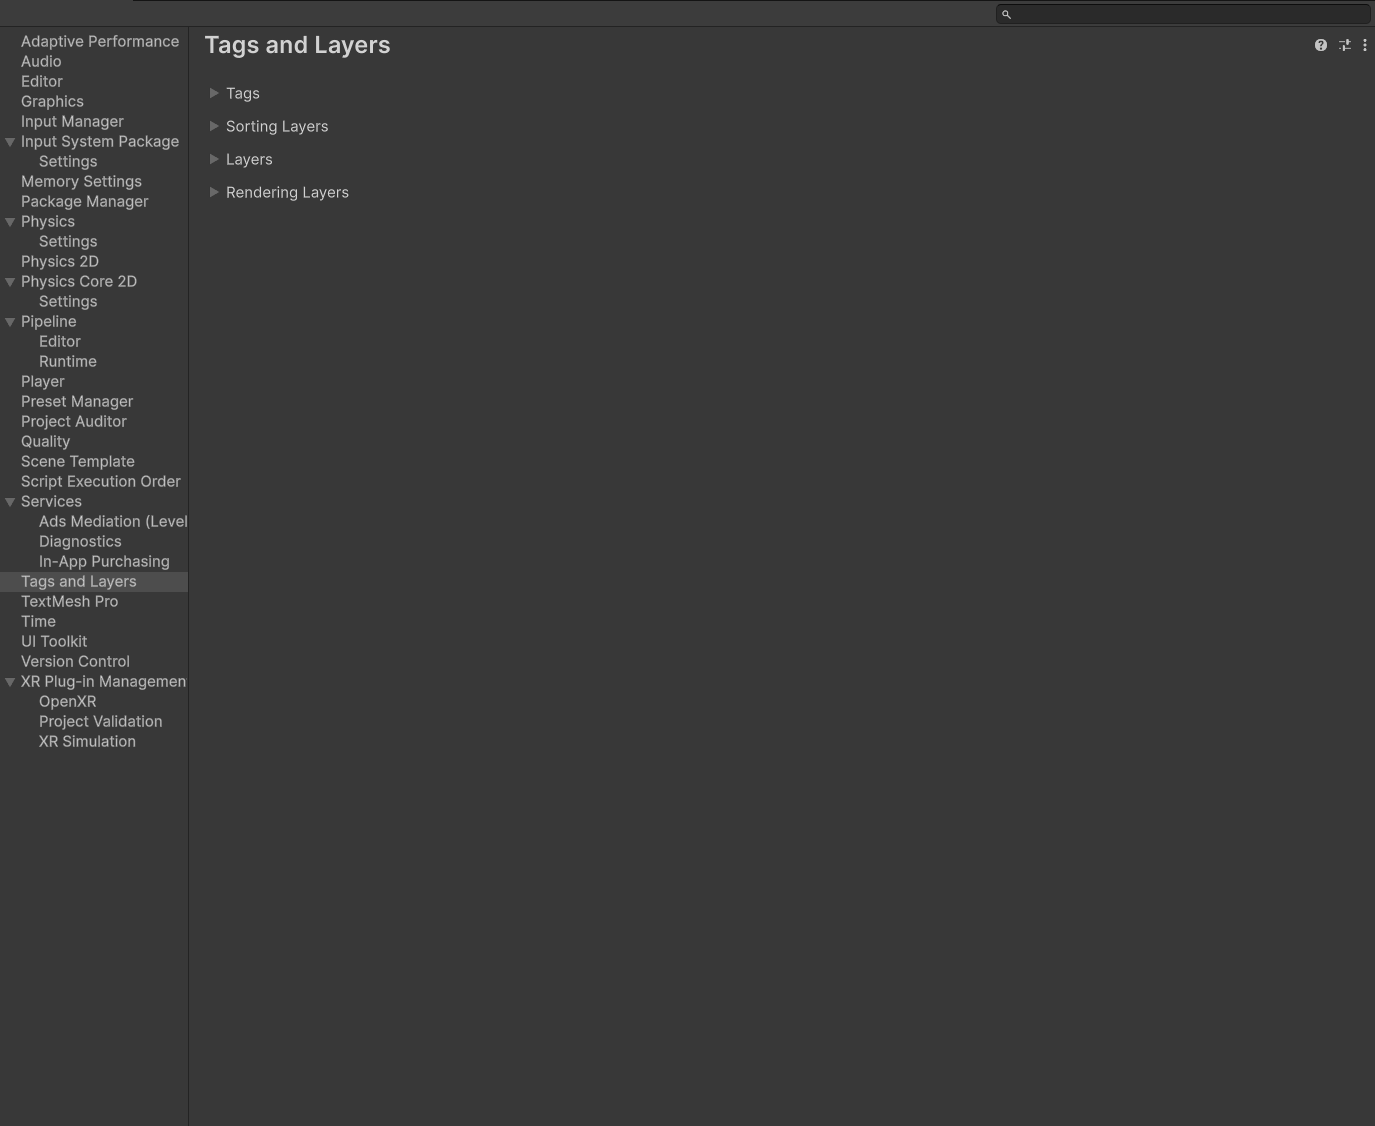 Adaptive Performance
Audio
Editor
Graphics
Input Manager
Input System Package
Settings
Memory Settings
Package Manager
Physics
Settings
Physics 2D
Physics Core 2D
Settings
Pipeline
Editor
Runtime
Player
Preset Manager
Project Auditor
Quality
Scene Template
Script Execution Order
Services
Ads Mediation (Level
Diagnostics
In-App Purchasing
Tags and Layers
TextMesh Pro
Time
UI Toolkit
Version Control
XR Plug-in Managemen
OpenXR
Project Validation
XR Simulation
Tags and Layers
Tags
Sorting Layers
Layers
Rendering Layers